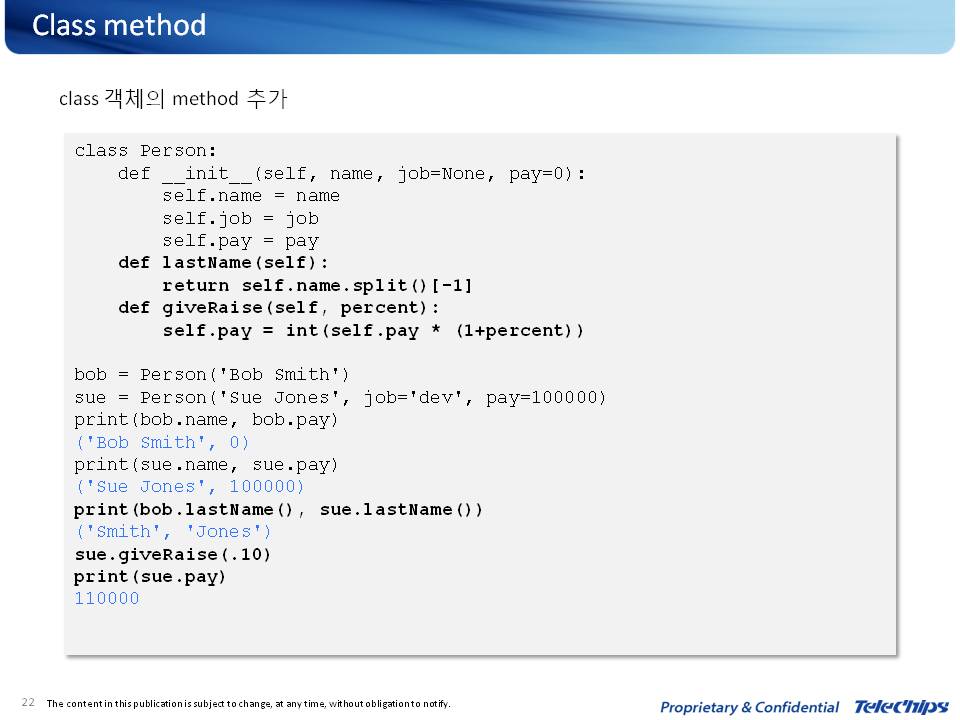 Class method
class 객체의 method 추가
class Person:
    def __init__(self, name, job=None, pay=0):
        self.name = name
        self.job = job
        self.pay = pay
    def lastName(self):
        return self.name.split()[-1]
    def giveRaise(self, percent):
        self.pay = int(self.pay * (1+percent))
bob = Person('Bob Smith')
sue = Person('Sue Jones', job='dev', pay=100000)
print(bob.name, bob.pay)
('Bob Smith', 0)
print(sue.name, sue.pay)
('Sue Jones', 100000)
print(bob.lastName(), sue.lastName())
('Smith', 'Jones')
sue.giveRaise(.10)
print(sue.pay)
110000
22 The content in this publication is subject to change, at any time, without obligation to notify.
Proprietary & Confidential Telechips